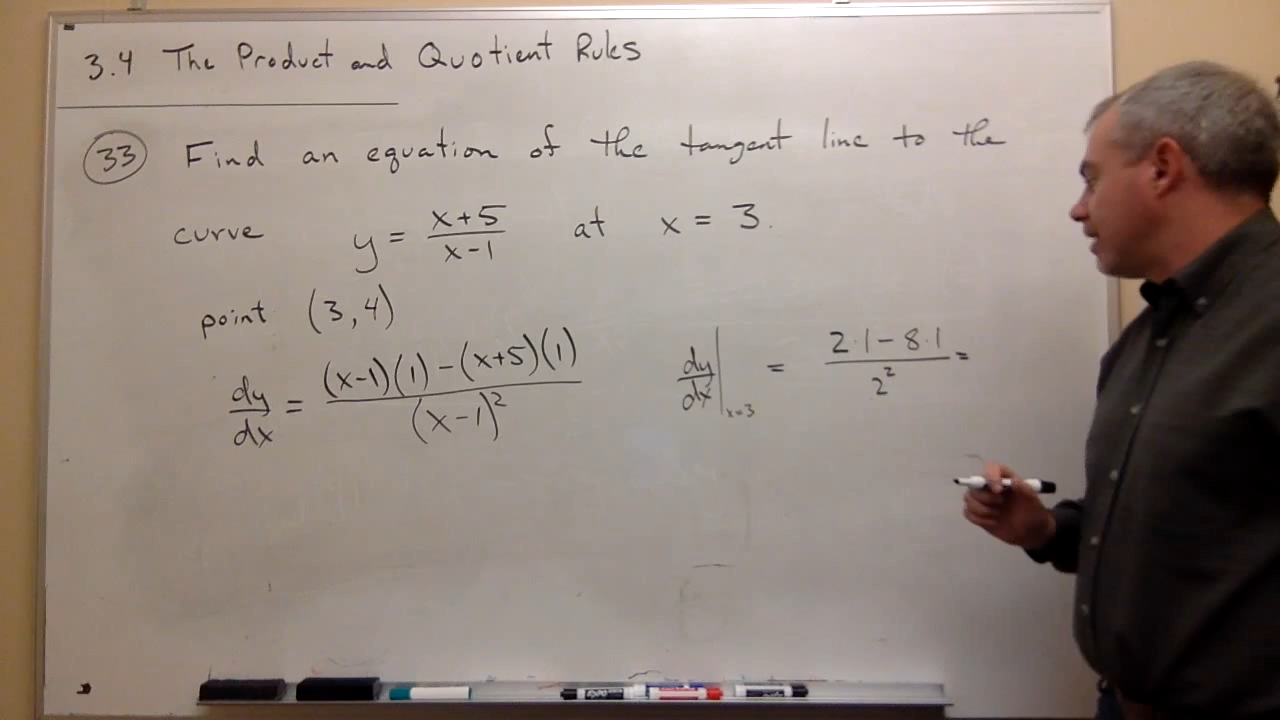 3.4 The Product and Quotient Rules
33 Find an equation of the tangent line to the
curve y = (x+5)/(x-1) at x = 3.
point (3,4)
dy/dx = ((x-1)(1) - (x+5)(1))/(x-1)² dy/dx|x=3 = (2·1 - 8·1)/2² =